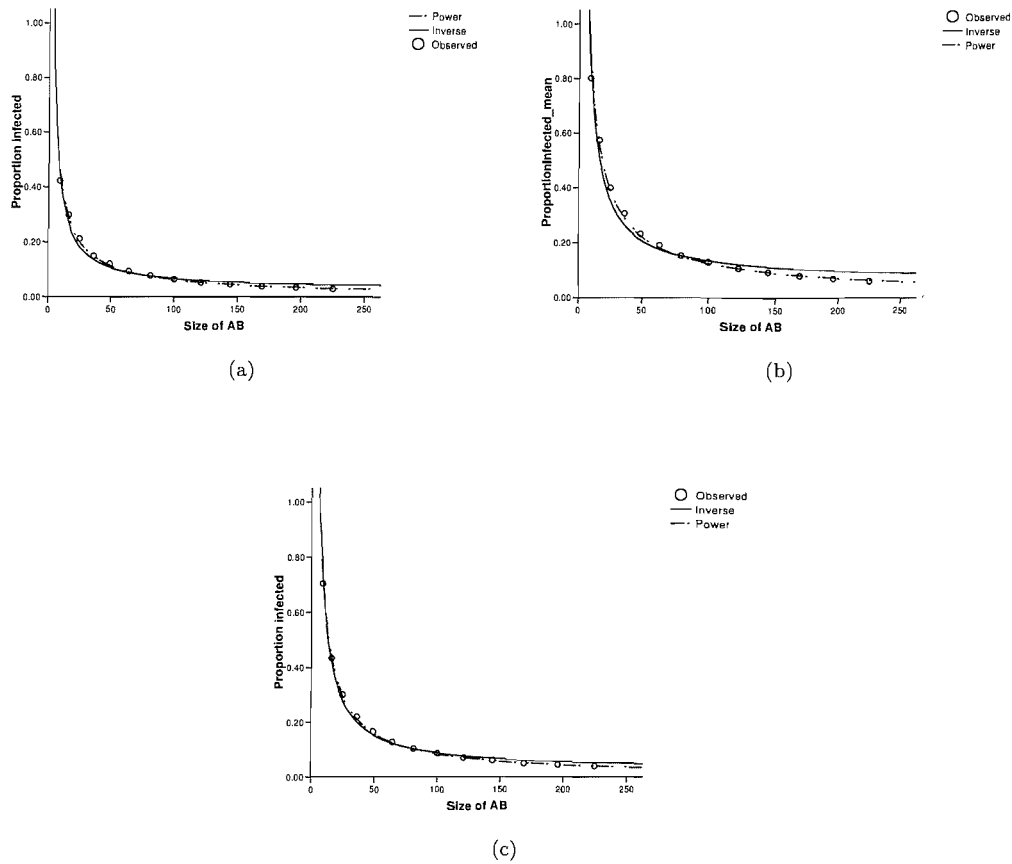 Power
Inverse
Observed
1.00
0.80
0.60
0.40
0.20
0.00
Proportion infected
0 50 100 150 200 250
Size of AB
(a)
Observed
Inverse
Power
1.00
0.80
0.60
0.40
0.20
0.00
ProportionInfected_mean
0 50 100 150 200 250
Size of AB
(b)
Observed
Inverse
Power
1.00
0.80
0.60
0.40
0.20
0.00
Proportion infected
0 50 100 150 200 250
Size of AB
(c)